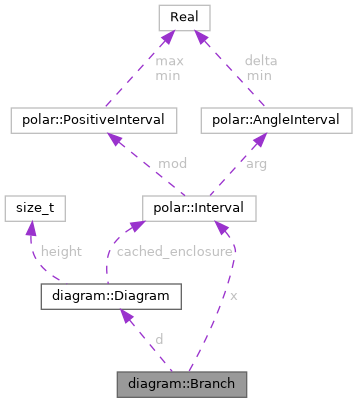 Real
max
min
delta
min
polar::PositiveInterval
polar::AngleInterval
mod
arg
size_t
polar::Interval
height
cached_enclosure
diagram::Diagram
x
d
diagram::Branch